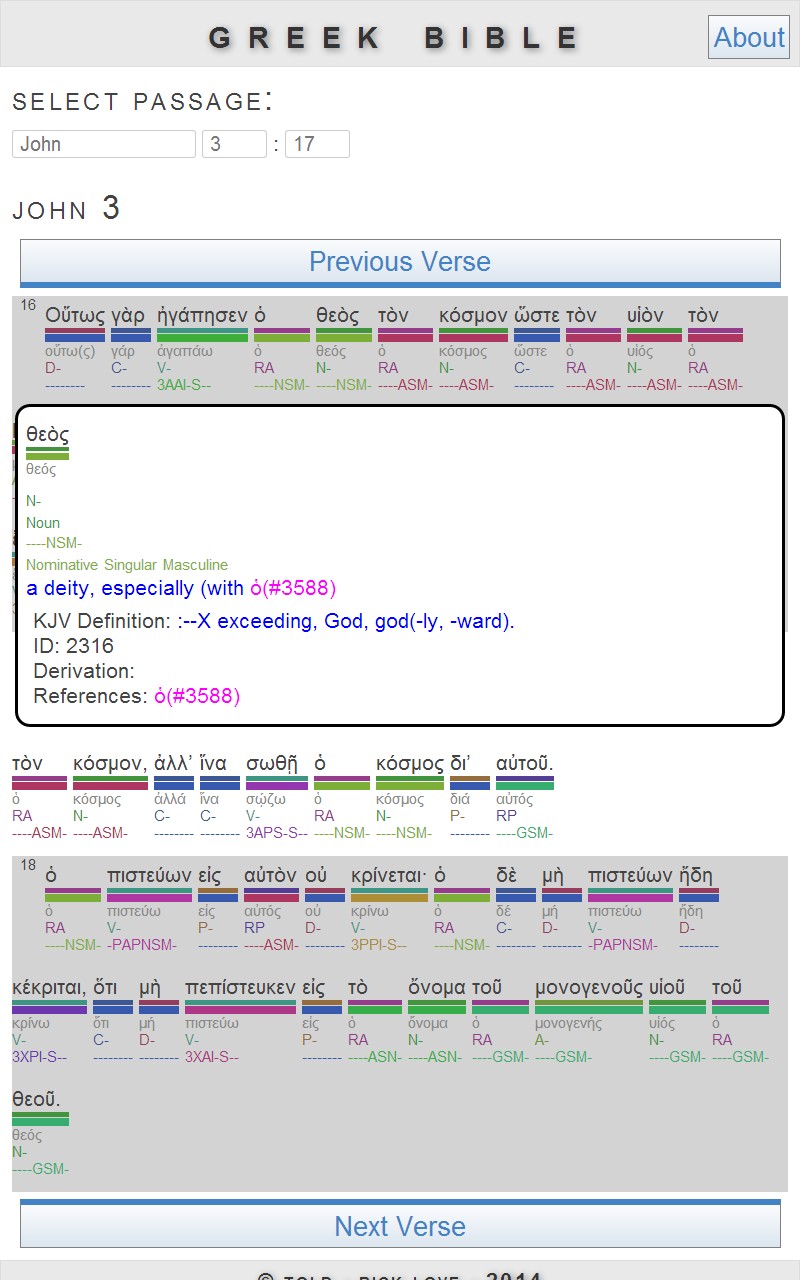 GREEK BIBLE
About
SELECT PASSAGE:
John 3 : 17
JOHN 3
Previous Verse
16 Οὕτως γὰρ ἠγάπησεν ὁ θεὸς τὸν κόσμον ὥστε τὸν υἱὸν τὸν
οὕτω(ς) γάρ ἀγαπάω ὁ θεός ὁ κόσμος ὥστε ὁ υἱός ὁ
D- C- V- RA N- RA N- C- RA N- RA
-------- -------- 3AAI-S-- ----NSM- ----NSM- ----ASM- ----ASM- -------- ----ASM- ----ASM- ----ASM-
θεὸς
θεός
N-
Noun
----NSM-
Nominative Singular Masculine
a deity, especially (with ὁ(#3588)
KJV Definition: :--X exceeding, God, god(-ly, -ward).
ID: 2316
Derivation:
References: ὁ(#3588)
τὸν κόσμον, ἀλλ’ ἵνα σωθῇ ὁ κόσμος δι’ αὐτοῦ.
ὁ κόσμος ἀλλά ἵνα σῴζω ὁ κόσμος διά αὐτός
RA N- C- C- V- RA N- P- RP
----ASM- ----ASM- -------- -------- 3APS-S-- ----NSM- ----NSM- -------- ----GSM-
18 ὁ πιστεύων εἰς αὐτὸν οὐ κρίνεται· ὁ δὲ μὴ πιστεύων ἤδη
ὁ πιστεύω εἰς αὐτός οὐ κρίνω ὁ δέ μή πιστεύω ἤδη
RA V- P- RP D- V- RA C- D- V- D-
----NSM- -PAPNSM- -------- ----ASM- -------- 3PPI-S-- ----NSM- -------- -------- -PAPNSM- --------
κέκριται, ὅτι μὴ πεπίστευκεν εἰς τὸ ὄνομα τοῦ μονογενοῦς υἱοῦ τοῦ
κρίνω ὅτι μή πιστεύω εἰς ὁ ὄνομα ὁ μονογενής υἱός ὁ
V- C- D- V- P- RA N- RA A- N- RA
3XPI-S-- -------- -------- 3XAI-S-- -------- ----ASN- ----ASN- ----GSM- ----GSM- ----GSM- ----GSM-
θεοῦ.
θεός
N-
----GSM-
Next Verse